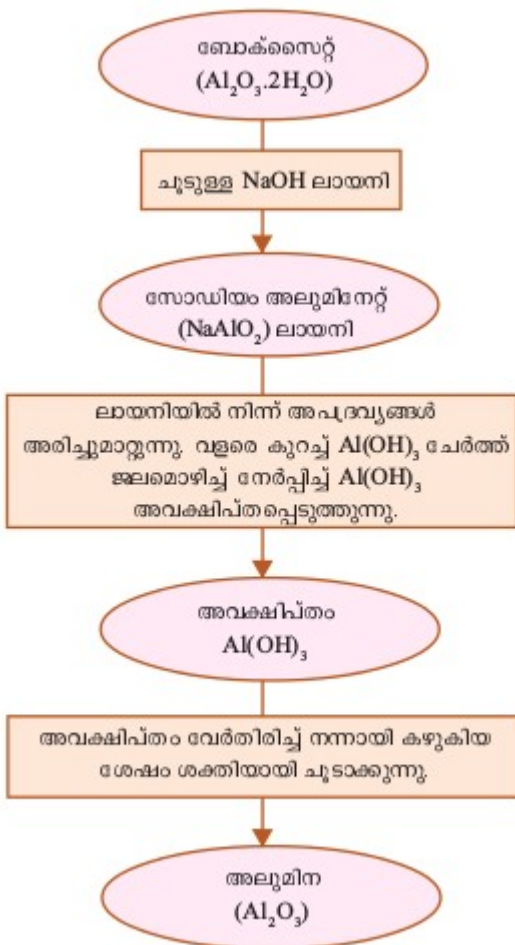 ബോക്സൈറ്റ്
(Al₂O₃.2H₂O)
ചൂടുള്ള NaOH ലായനി
സോഡിയം അലുമിനേറ്റ്
(NaAlO₂) ലായനി
ലായനിയിൽ നിന്ന് അപദ്രവ്യങ്ങൾ
അരിച്ചുമാറ്റുന്നു. വളരെ കുറച്ച് Al(OH)₃ ചേർത്ത്
ജലമൊഴിച്ച് നേർപ്പിച്ച് Al(OH)₃
അവക്ഷിപ്തപ്പെടുത്തുന്നു.
അവക്ഷിപ്തം
Al(OH)₃
അവക്ഷിപ്തം വേർതിരിച്ച് നന്നായി കഴുകിയ
ശേഷം ശക്തിയായി ചൂടാക്കുന്നു.
അലുമിന
(Al₂O₃)